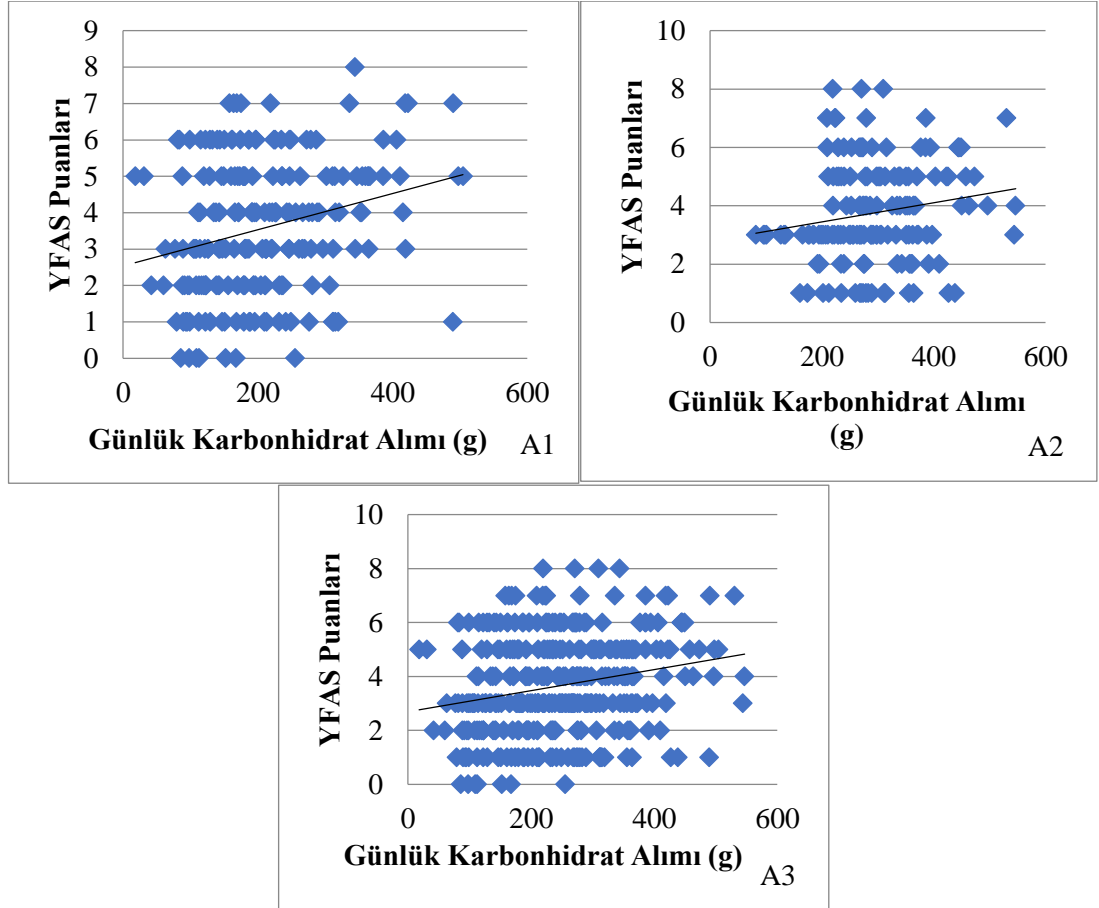 9
8
7
6
5
4
3
2
1
0
0 200 400 600
YFAS Puanları
Günlük Karbonhidrat Alımı (g)
A1
10
8
6
4
2
0
0 200 400 600
YFAS Puanları
Günlük Karbonhidrat Alımı
(g)
A2
10
8
6
4
2
0
0 200 400 600
YFAS Puanları
Günlük Karbonhidrat Alımı (g)
A3